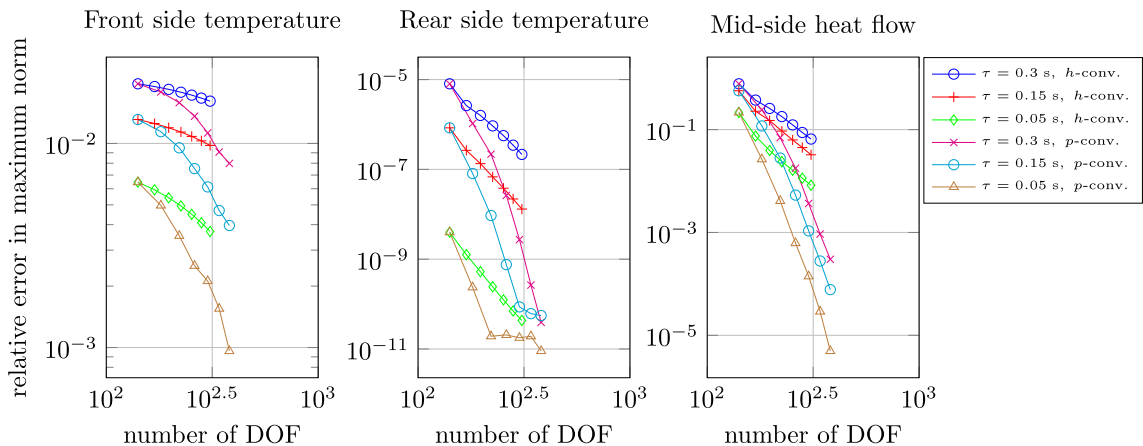 Front side temperature
Rear side temperature
Mid-side heat flow
relative error in maximum norm
10^−2
10^−3
10^2
10^2.5
10^3
number of DOF
10^−5
10^−7
10^−9
10^−11
10^2
10^2.5
10^3
number of DOF
10^−1
10^−3
10^−5
10^2
10^2.5
10^3
number of DOF
τ = 0.3 s, h-conv.
τ = 0.15 s, h-conv.
τ = 0.05 s, h-conv.
τ = 0.3 s, p-conv.
τ = 0.15 s, p-conv.
τ = 0.05 s, p-conv.